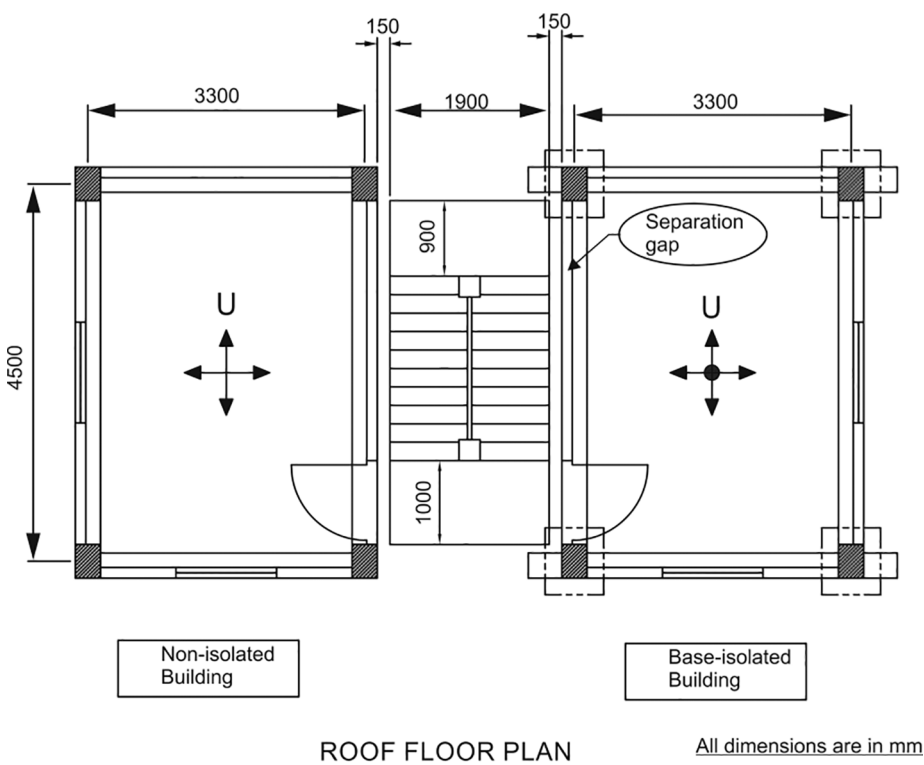 150
150
3300
1900
3300
900
Separation
gap
U
U
4500
1000
Non-isolated
Building
Base-isolated
Building
ROOF FLOOR PLAN
All dimensions are in mm